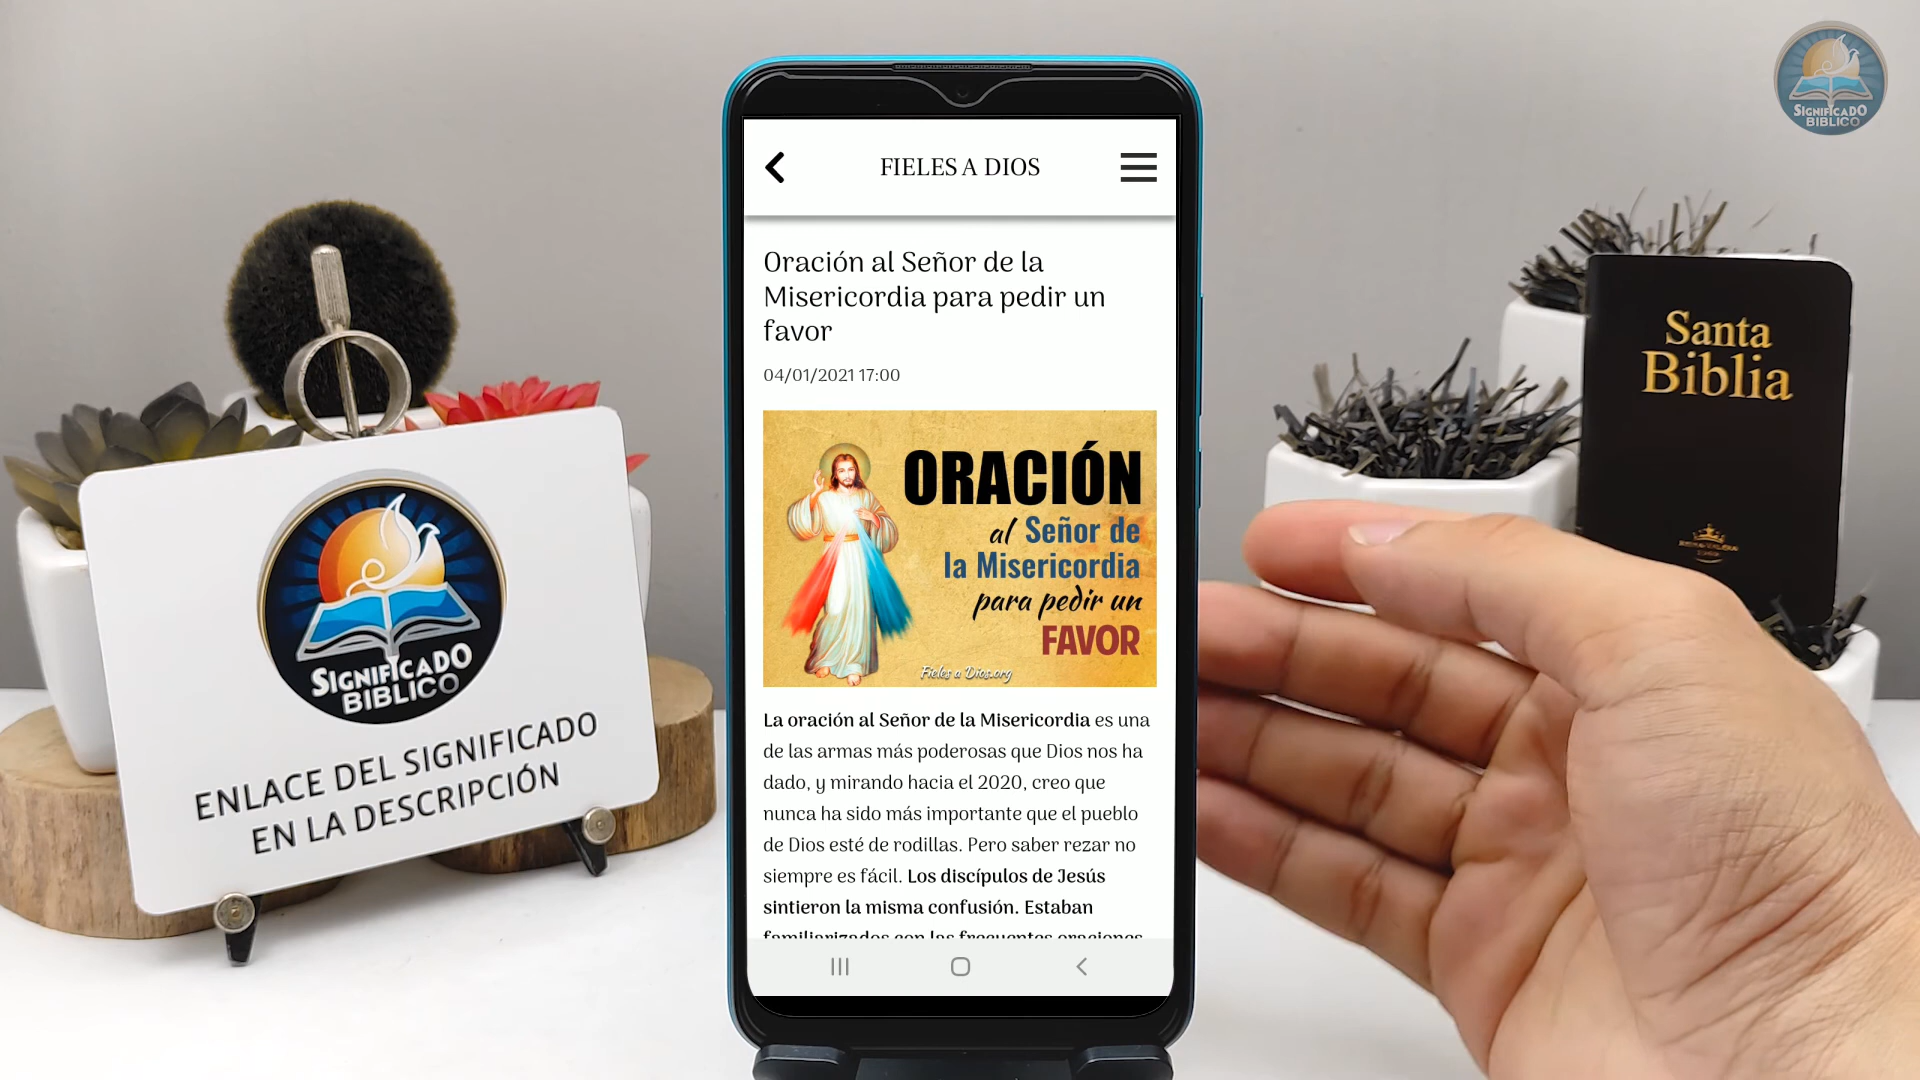 SIGNIFICADO
BIBLICO
FIELES A DIOS
Oración al Señor de la
Misericordia para pedir un
favor
04/01/2021 17:00
ORACIÓN
al Señor de
la Misericordia
para pedir un
FAVOR
Fieles a Dios.org
La oración al Señor de la Misericordia es una
de las armas más poderosas que Dios nos ha
dado, y mirando hacia el 2020, creo que
nunca ha sido más importante que el pueblo
de Dios esté de rodillas. Pero saber rezar no
siempre es fácil. Los discípulos de Jesús
sintieron la misma confusión. Estaban
familiarizados con las frecuentes oraciones
SIGNIFICADO
BIBLICO
ENLACE DEL SIGNIFICADO
EN LA DESCRIPCIÓN
Santa
Biblia